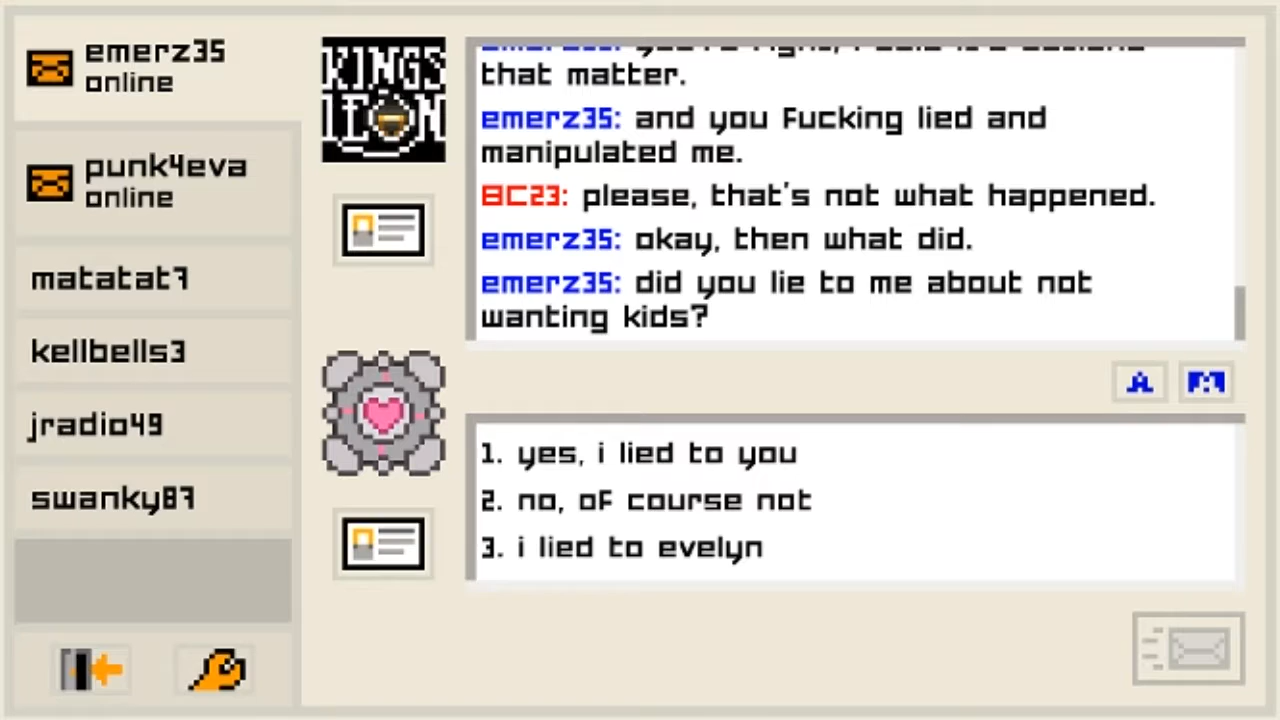 emerz35
online
punk4eva
online
matatat7
kellbells3
jradio49
swanky87
KINGS
LEON
that matter.
emerz35: and you fucking lied and
manipulated me.
BC23: please, that's not what happened.
emerz35: okay, then what did.
emerz35: did you lie to me about not
wanting kids?
A
1. yes, i lied to you
2. no, of course not
3. i lied to evelyn